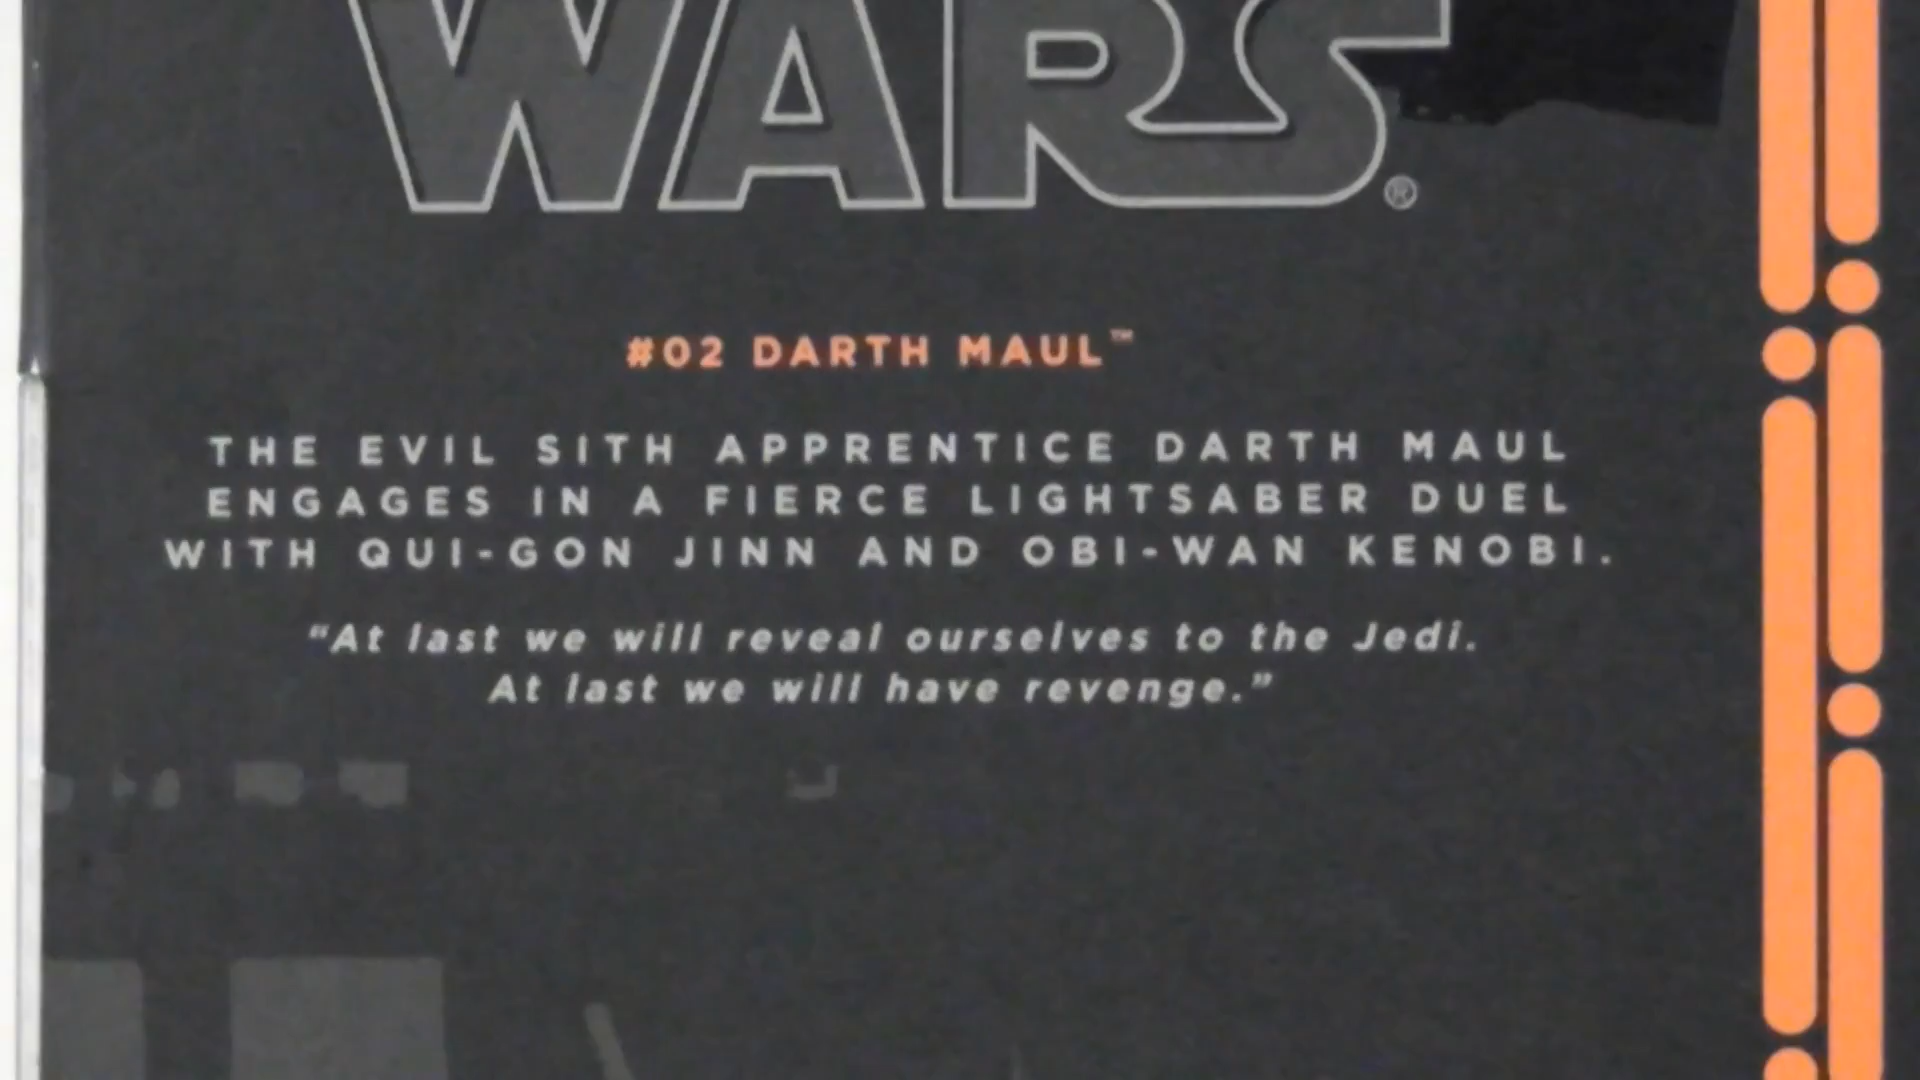 WARS®
#02 DARTH MAUL™
THE EVIL SITH APPRENTICE DARTH MAUL
ENGAGES IN A FIERCE LIGHTSABER DUEL
WITH QUI-GON JINN AND OBI-WAN KENOBI.
"At last we will reveal ourselves to the Jedi.
At last we will have revenge."